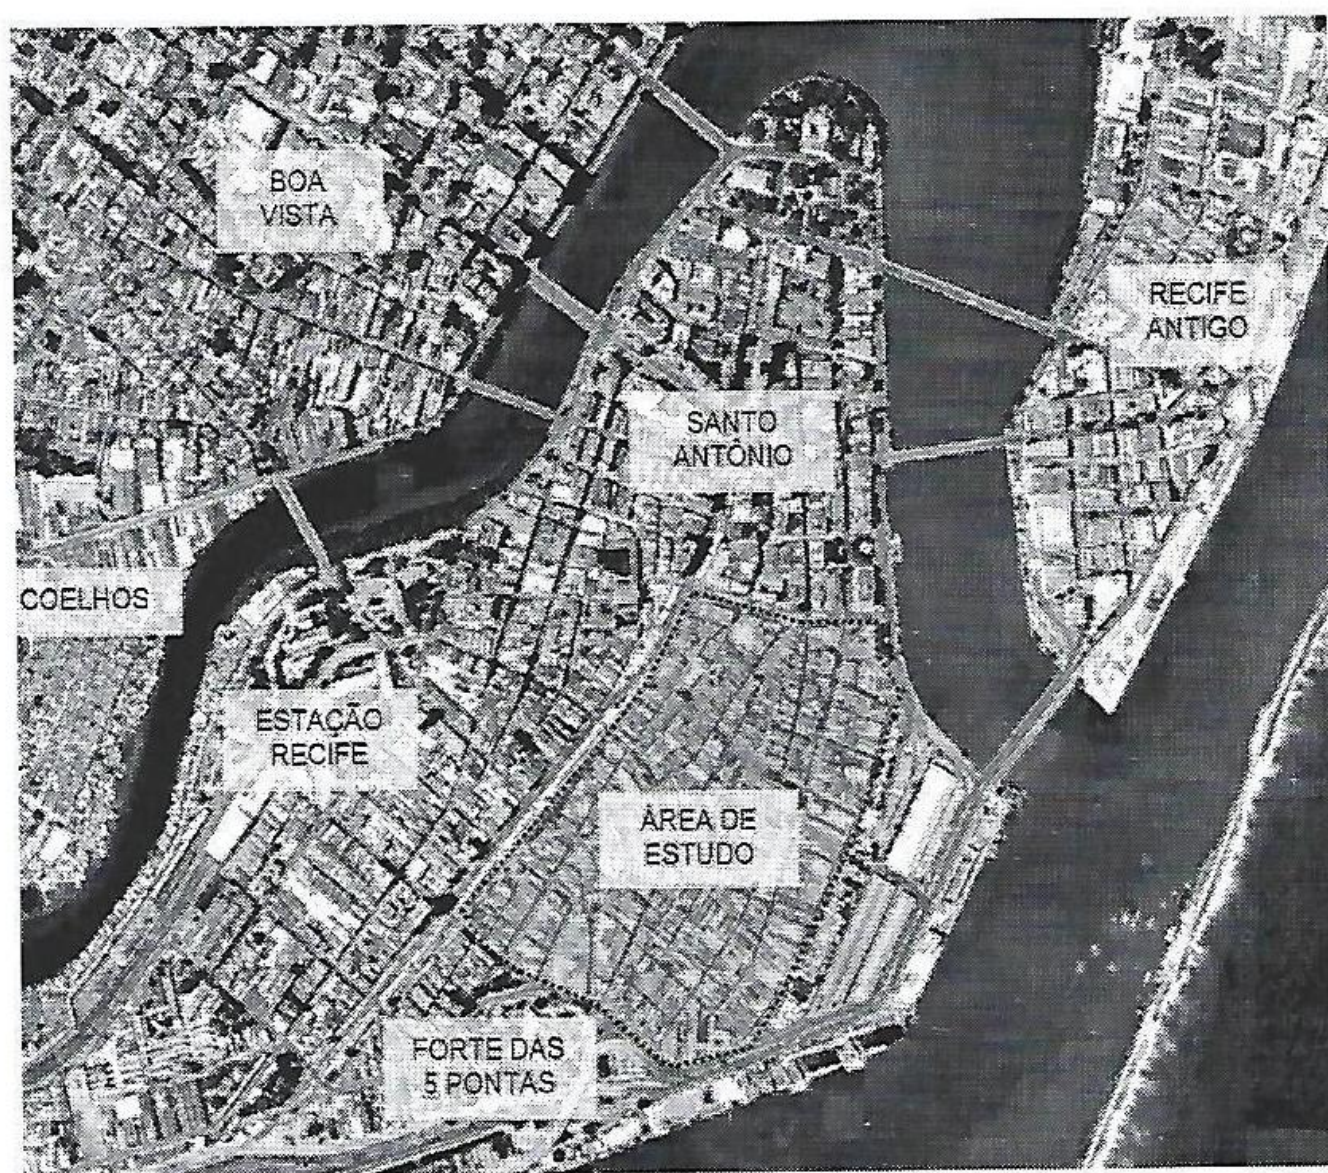 BOA
VISTA
RECIFE
ANTIGO
SANTO
ANTÔNIO
COELHOS
ESTAÇÃO
RECIFE
ÁREA DE
ESTUDO
FORTE DAS
5 PONTAS